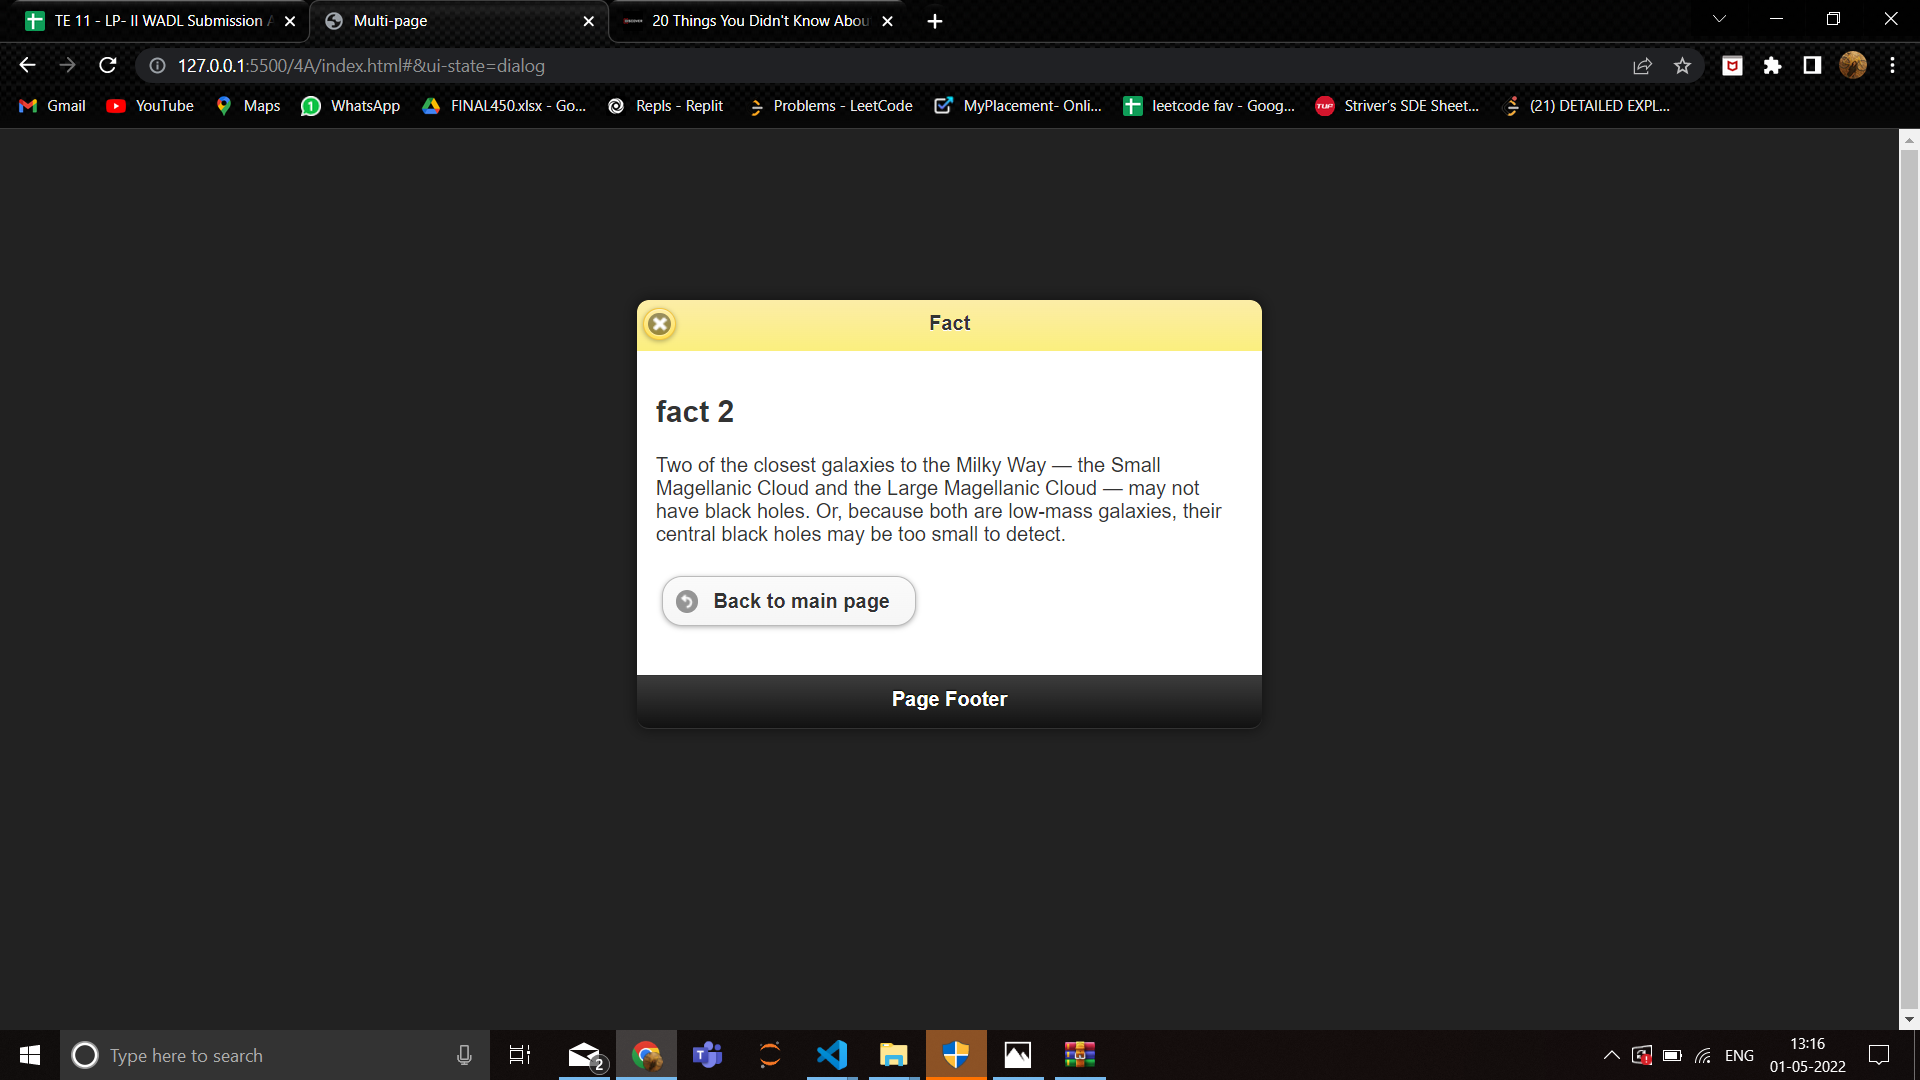 TE 11 - LP- II WADL Submission
Multi-page
20 Things You Didn't Know Abou
127.0.0.1:5500/4A/index.html#&ui-state=dialog
Gmail
YouTube
Maps
1
WhatsApp
FINAL450.xlsx - Go...
Repls - Replit
Problems - LeetCode
MyPlacement- Onli...
leetcode fav - Goog...
TUF
Striver's SDE Sheet...
(21) DETAILED EXPL...
Fact
fact 2
Two of the closest galaxies to the Milky Way — the Small
Magellanic Cloud and the Large Magellanic Cloud — may not
have black holes. Or, because both are low-mass galaxies, their
central black holes may be too small to detect.
Back to main page
Page Footer
Type here to search
2
ENG
13:16
01-05-2022